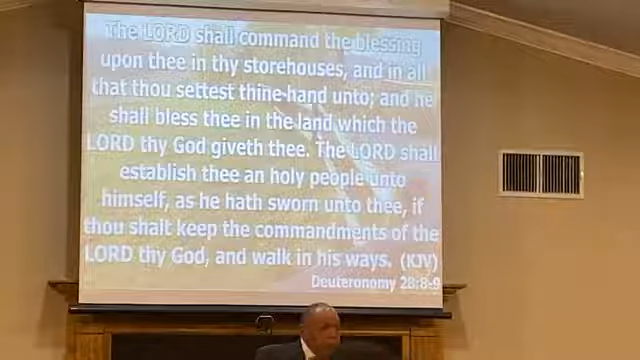 The LORD shall command the blessing
upon thee in thy storehouses, and in all
that thou settest thine hand unto; and he
shall bless thee in the land which the
LORD thy God giveth thee. The LORD shall
establish thee an holy people unto
himself, as he hath sworn unto thee, if
thou shalt keep the commandments of the
LORD thy God, and walk in his ways. (KJV)
Deuteronomy 28:8-9